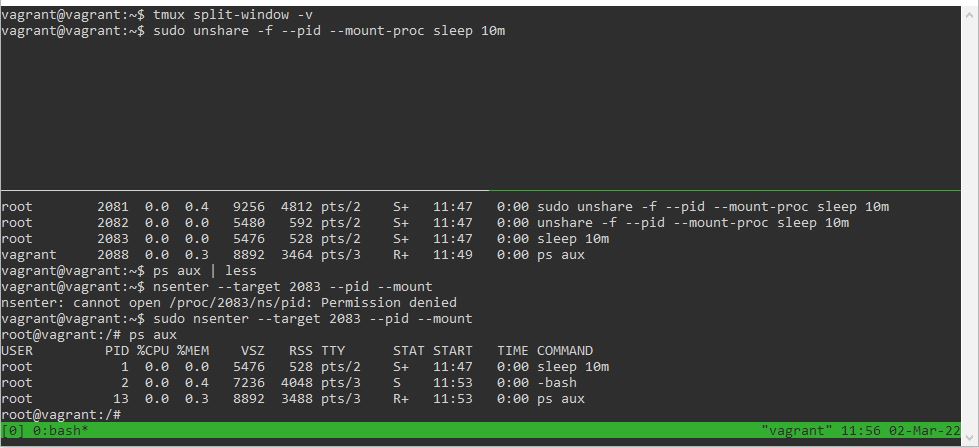 vagrant@vagrant:~$ tmux split-window -v
vagrant@vagrant:~$ sudo unshare -f --pid --mount-proc sleep 10m
root        2081  0.0  0.4   9256  4812 pts/2    S+   11:47   0:00 sudo unshare -f --pid --mount-proc sleep 10m
root        2082  0.0  0.0   5480   592 pts/2    S+   11:47   0:00 unshare -f --pid --mount-proc sleep 10m
root        2083  0.0  0.0   5476   528 pts/2    S+   11:47   0:00 sleep 10m
vagrant     2088  0.0  0.3   8892  3464 pts/3    R+   11:49   0:00 ps aux
vagrant@vagrant:~$ ps aux | less
vagrant@vagrant:~$ nsenter --target 2083 --pid --mount
nsenter: cannot open /proc/2083/ns/pid: Permission denied
vagrant@vagrant:~$ sudo nsenter --target 2083 --pid --mount
root@vagrant:/# ps aux
USER         PID %CPU %MEM    VSZ   RSS TTY      STAT START   TIME COMMAND
root           1  0.0  0.0   5476   528 pts/2    S+   11:47   0:00 sleep 10m
root           2  0.0  0.4   7236  4048 pts/3    S    11:53   0:00 -bash
root          13  0.0  0.3   8892  3488 pts/3    R+   11:53   0:00 ps aux
root@vagrant:/#
[0] 0:bash* "vagrant" 11:56 02-Mar-22